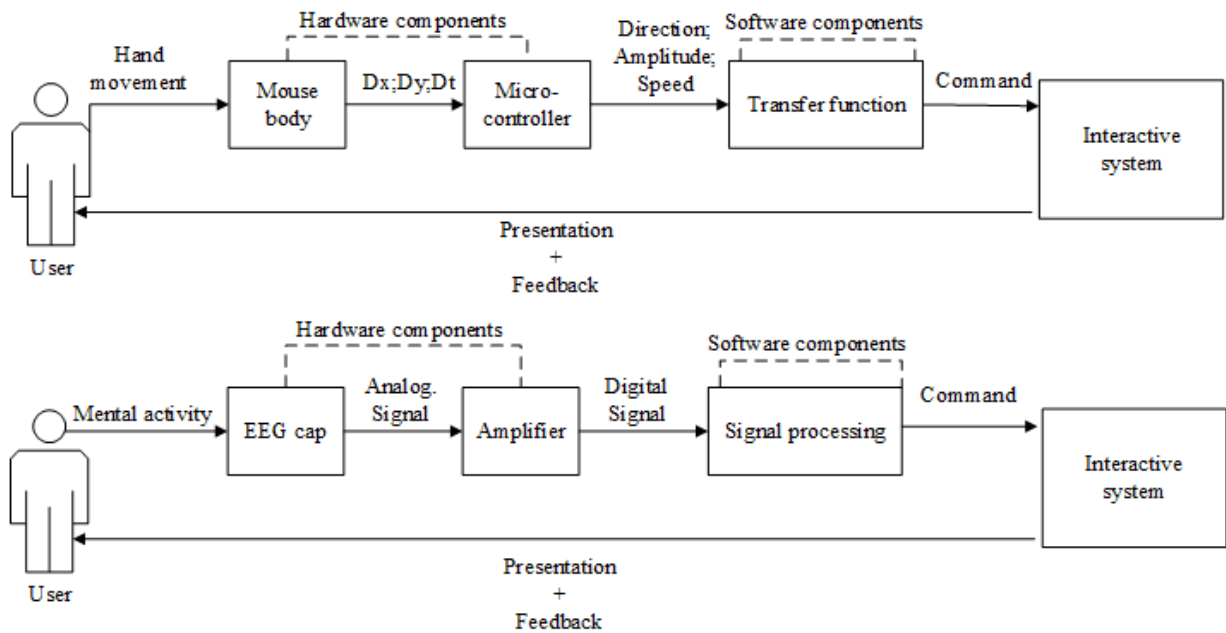 Hardware components
Hand
movement
Mouse
body
Dx;Dy;Dt
Micro-
controller
Direction;
Amplitude;
Speed
Software components
Transfer function
Command
Interactive
system
Presentation
+
Feedback
User
Hardware components
Mental activity
EEG cap
Analog.
Signal
Amplifier
Digital
Signal
Software components
Signal processing
Command
Interactive
system
Presentation
+
Feedback
User